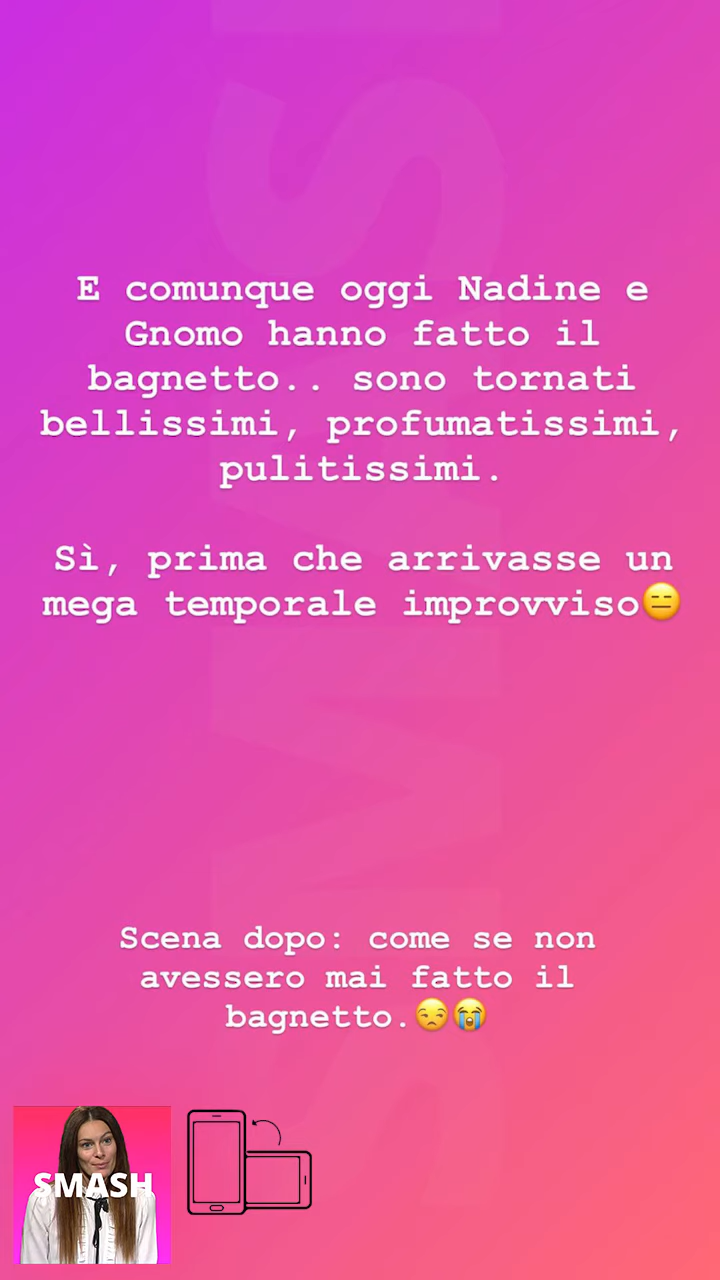 E comunque oggi Nadine e
Gnomo hanno fatto il
bagnetto.. sono tornati
bellissimi, profumatissimi,
pulitissimi.
Sì, prima che arrivasse un
mega temporale improvviso😑
Scena dopo: come se non
avessero mai fatto il
bagnetto.😒😭
SMASH